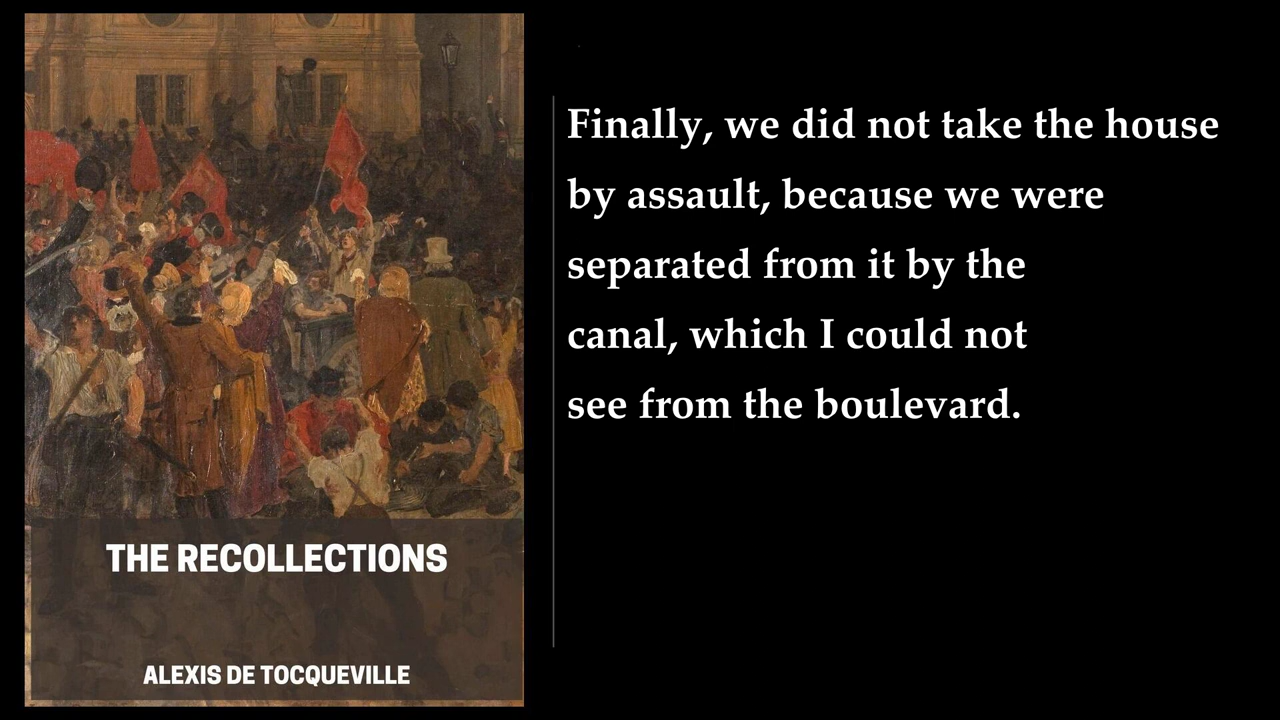 Finally, we did not take the house
by assault, because we were
separated from it by the
canal, which I could not
see from the boulevard.
THE RECOLLECTIONS
ALEXIS DE TOCQUEVILLE